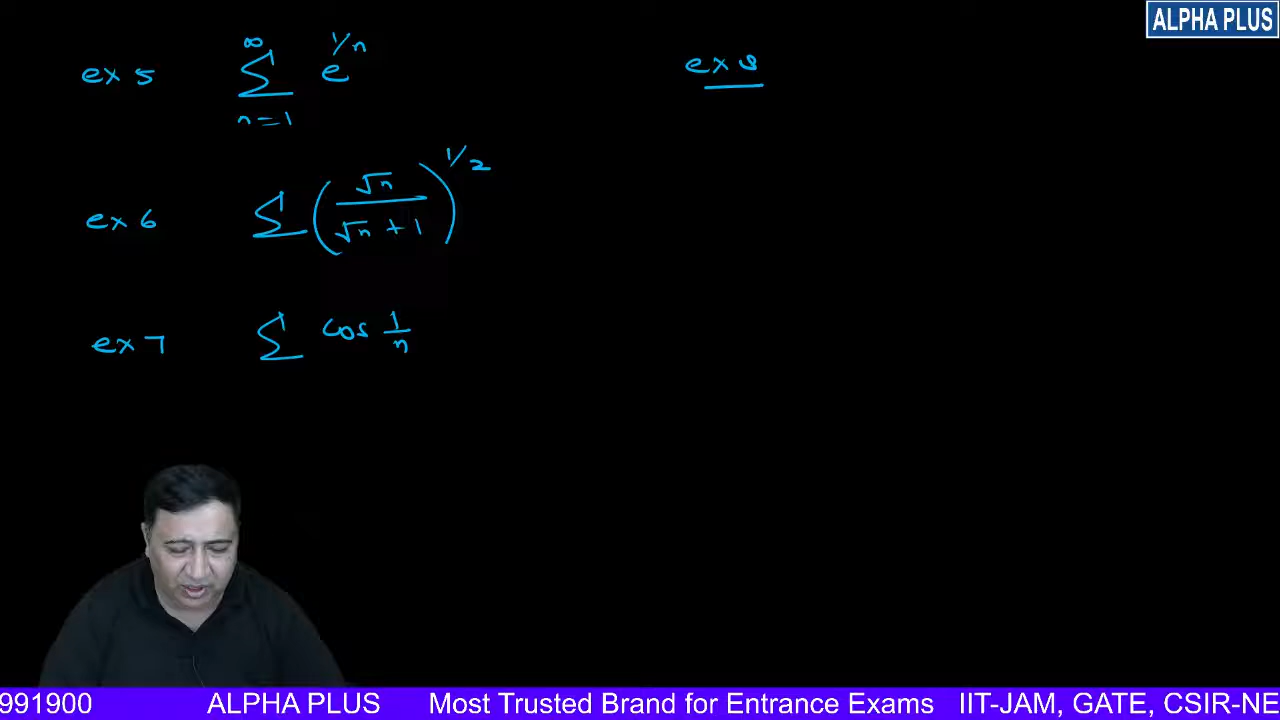 ALPHA PLUS
ex 5 ∞ ∑ n=1 e^1/n
ex 6 ∑ (√n / √n + 1)^1/2
ex 7 ∑ cos 1/n
ex 8
991900 ALPHA PLUS Most Trusted Brand for Entrance Exams IIT-JAM, GATE, CSIR-NE